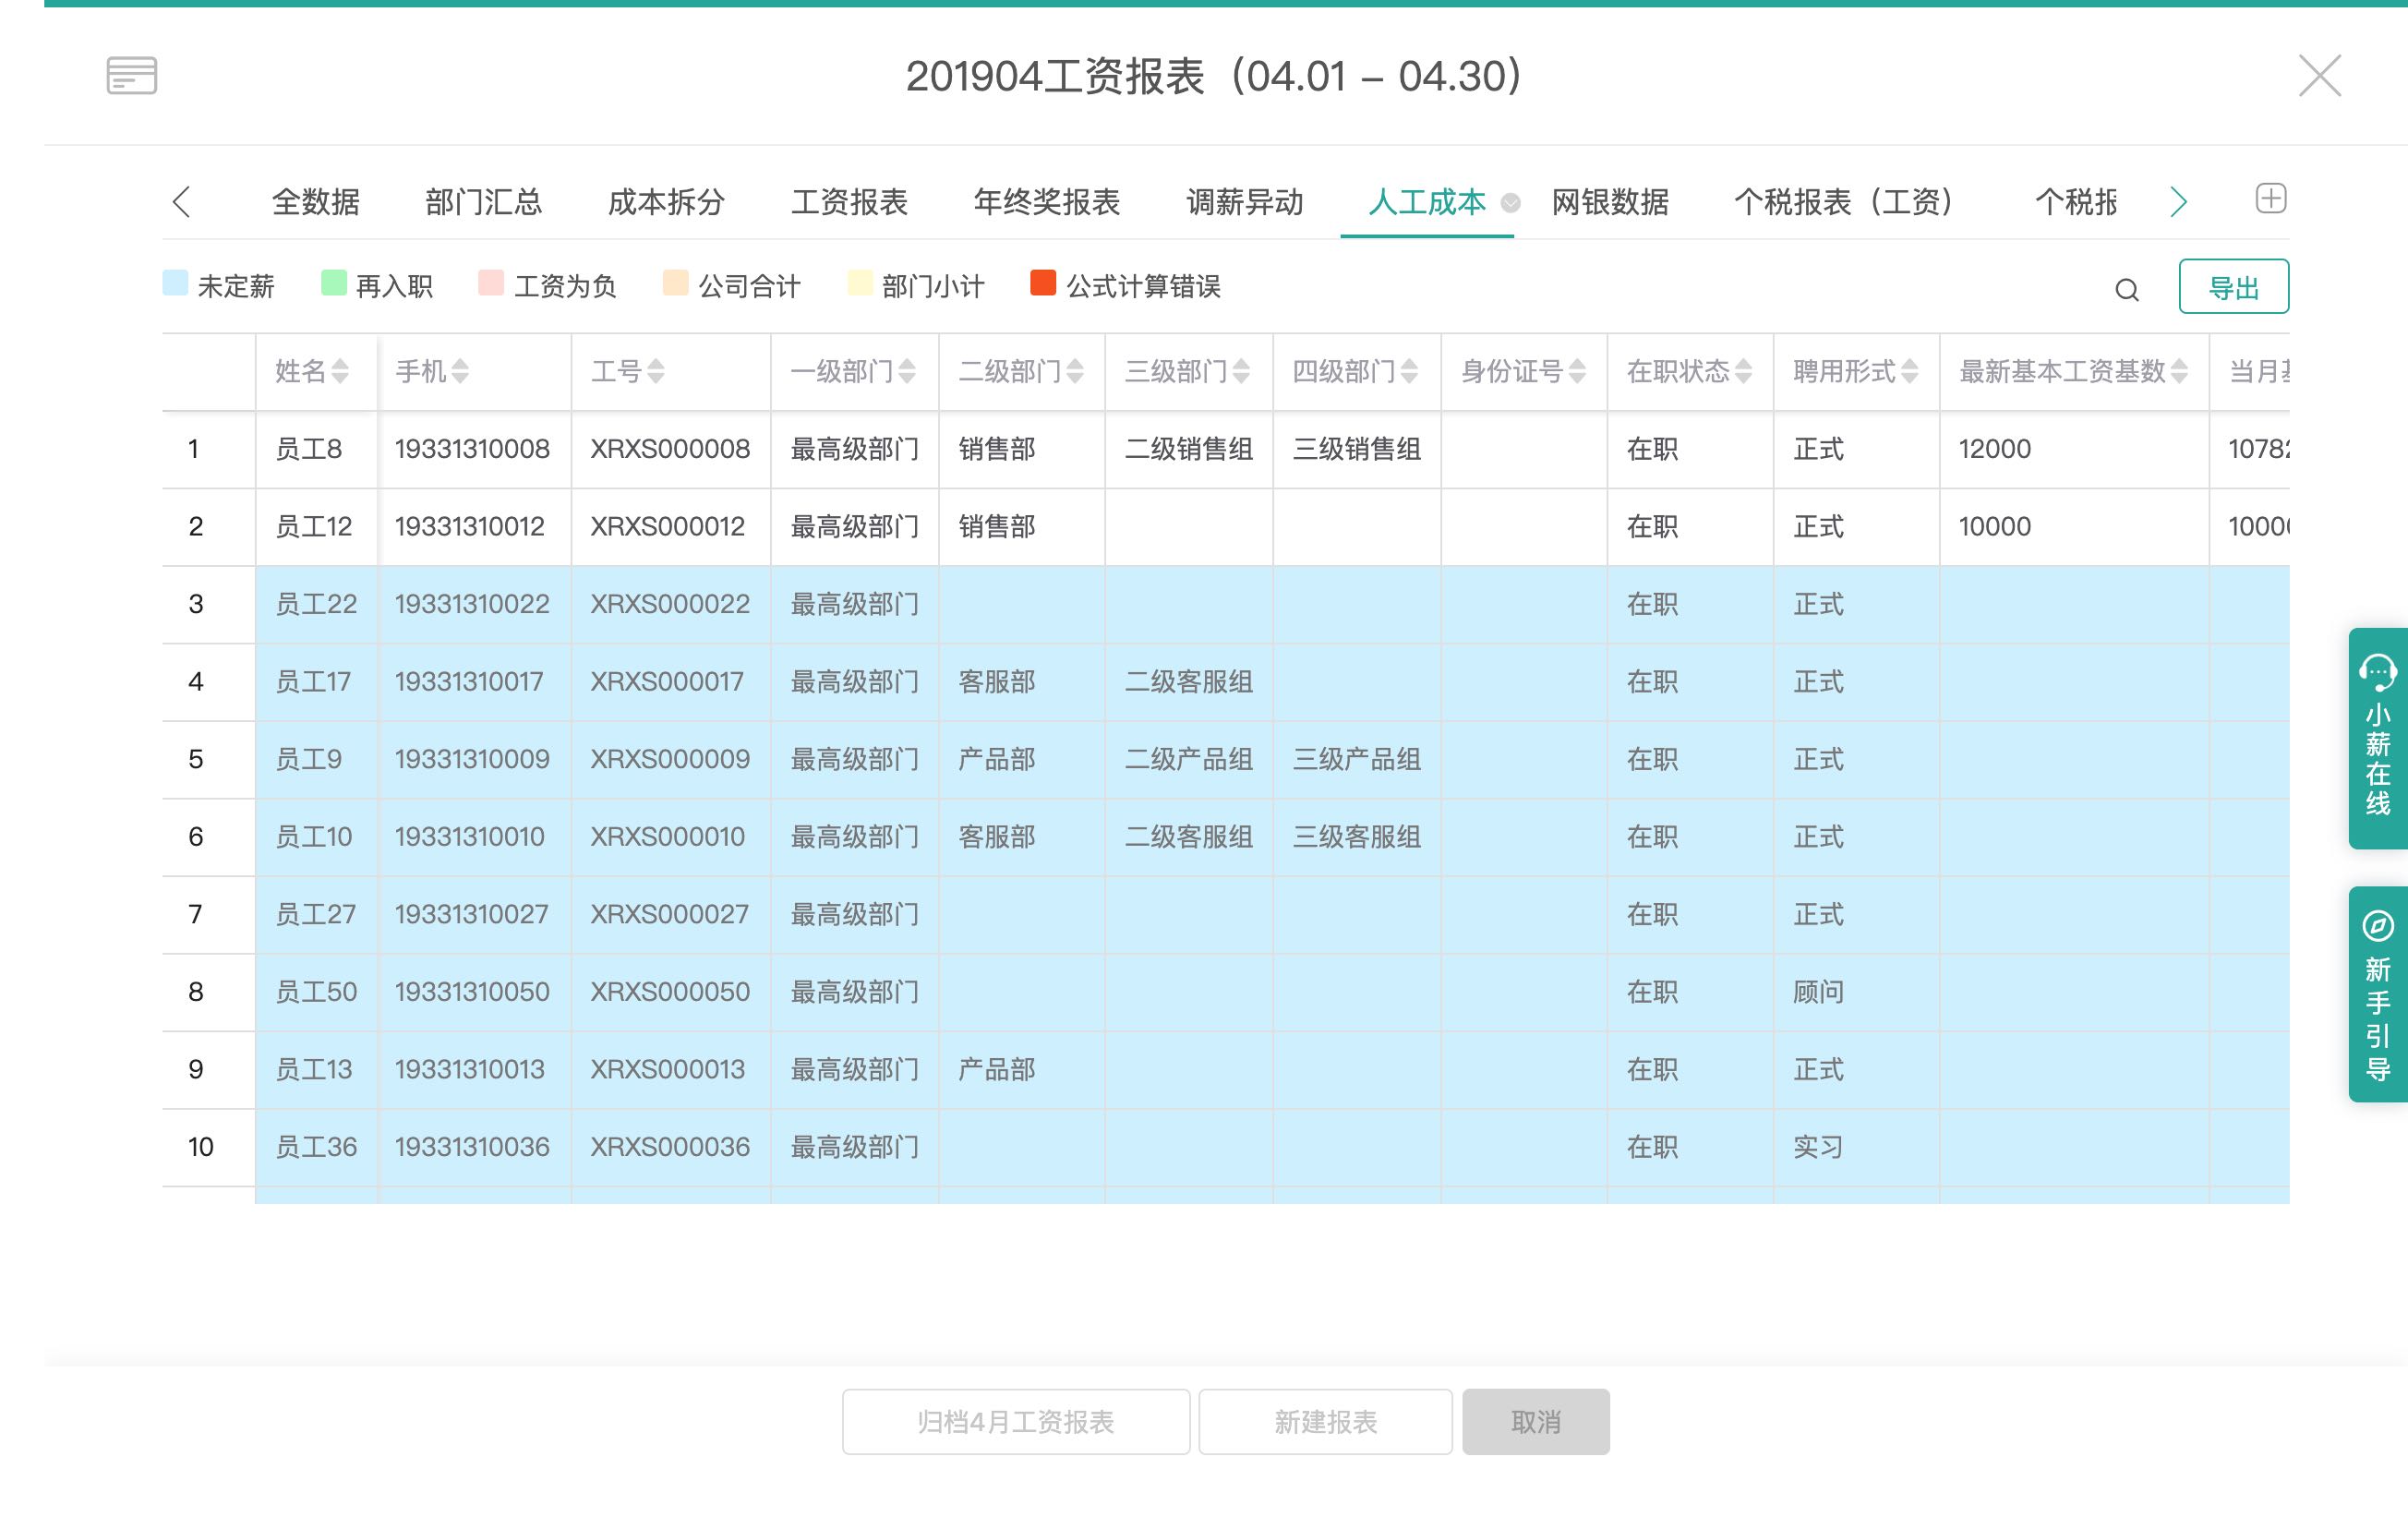 201904工资报表（04.01 – 04.30）
全数据 部门汇总 成本拆分 工资报表 年终奖报表 调薪异动 人工成本 网银数据 个税报表（工资） 个税报
未定薪 再入职 工资为负 公司合计 部门小计 公式计算错误 导出
姓名 手机 工号 一级部门 二级部门 三级部门 四级部门 身份证号 在职状态 聘用形式 最新基本工资基数 当月
1 员工8 19331310008 XRXS000008 最高级部门 销售部 二级销售组 三级销售组 在职 正式 12000 1078
2 员工12 19331310012 XRXS000012 最高级部门 销售部 在职 正式 10000 1000
3 员工22 19331310022 XRXS000022 最高级部门 在职 正式
4 员工17 19331310017 XRXS000017 最高级部门 客服部 二级客服组 在职 正式
5 员工9 19331310009 XRXS000009 最高级部门 产品部 二级产品组 三级产品组 在职 正式
6 员工10 19331310010 XRXS000010 最高级部门 客服部 二级客服组 三级客服组 在职 正式
7 员工27 19331310027 XRXS000027 最高级部门 在职 正式
8 员工50 19331310050 XRXS000050 最高级部门 在职 顾问
9 员工13 19331310013 XRXS000013 最高级部门 产品部 在职 正式
10 员工36 19331310036 XRXS000036 最高级部门 在职 实习
小薪在线
新手引导
归档4月工资报表 新建报表 取消